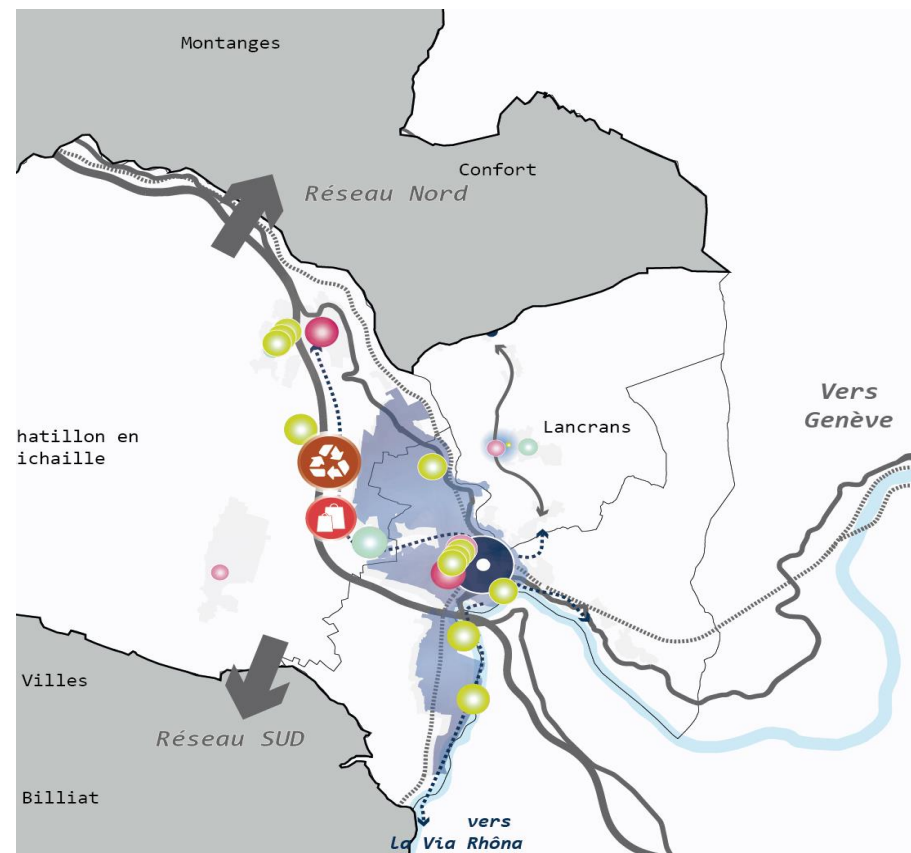 Montanges
Confort
Réseau Nord
Vers
Genève
Lancrans
hatillon en
ichaille
Villes
Réseau SUD
Billiat
vers
la Via Rhôna